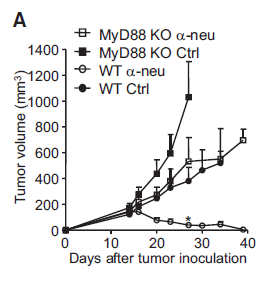 A
MyD88 KO α-neu
MyD88 KO Ctrl
WT α-neu
WT Ctrl
Tumor volume (mm³)
1400
1200
1000
800
600
400
200
0
*
0 10 20 30 40
Days after tumor inoculation